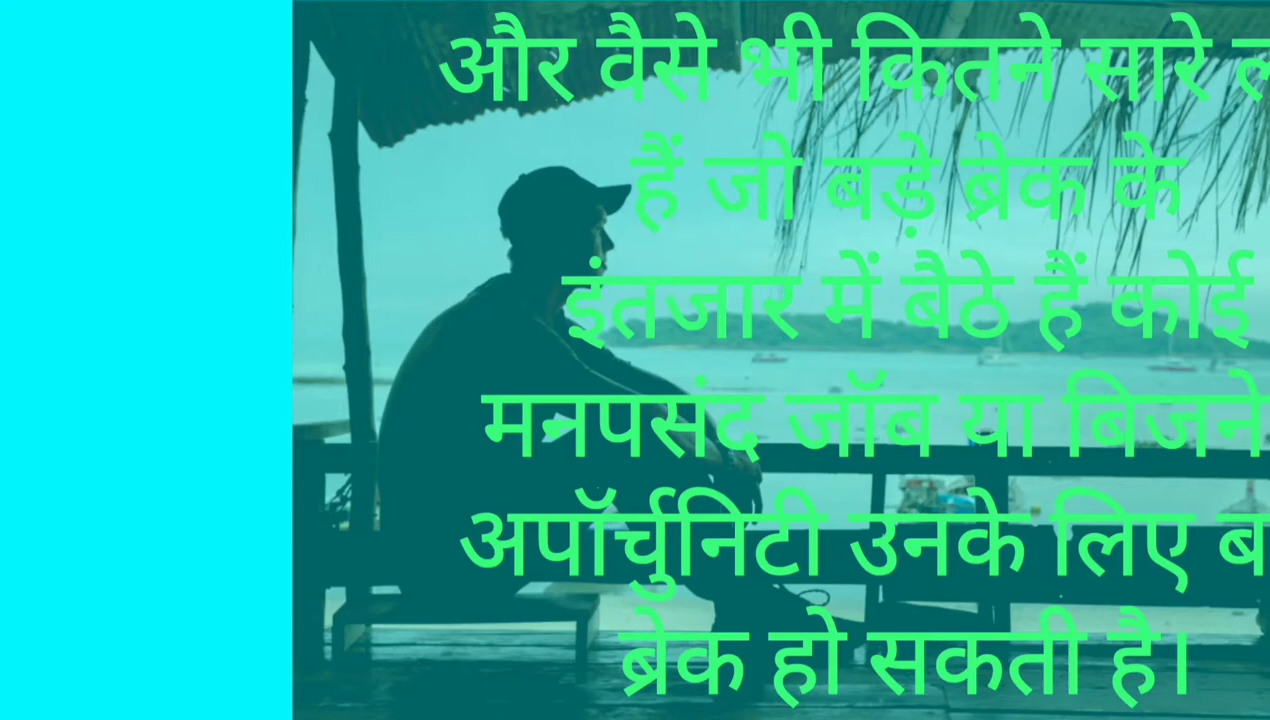 और वैसे भी कितने सारे
हैं जो बड़े ब्रेक के
इंतजार में बैठे हैं कोई
मनपसंद जॉब या
अपॉर्चुनिटी उनके लिए
ब्रेक हो सकती है।